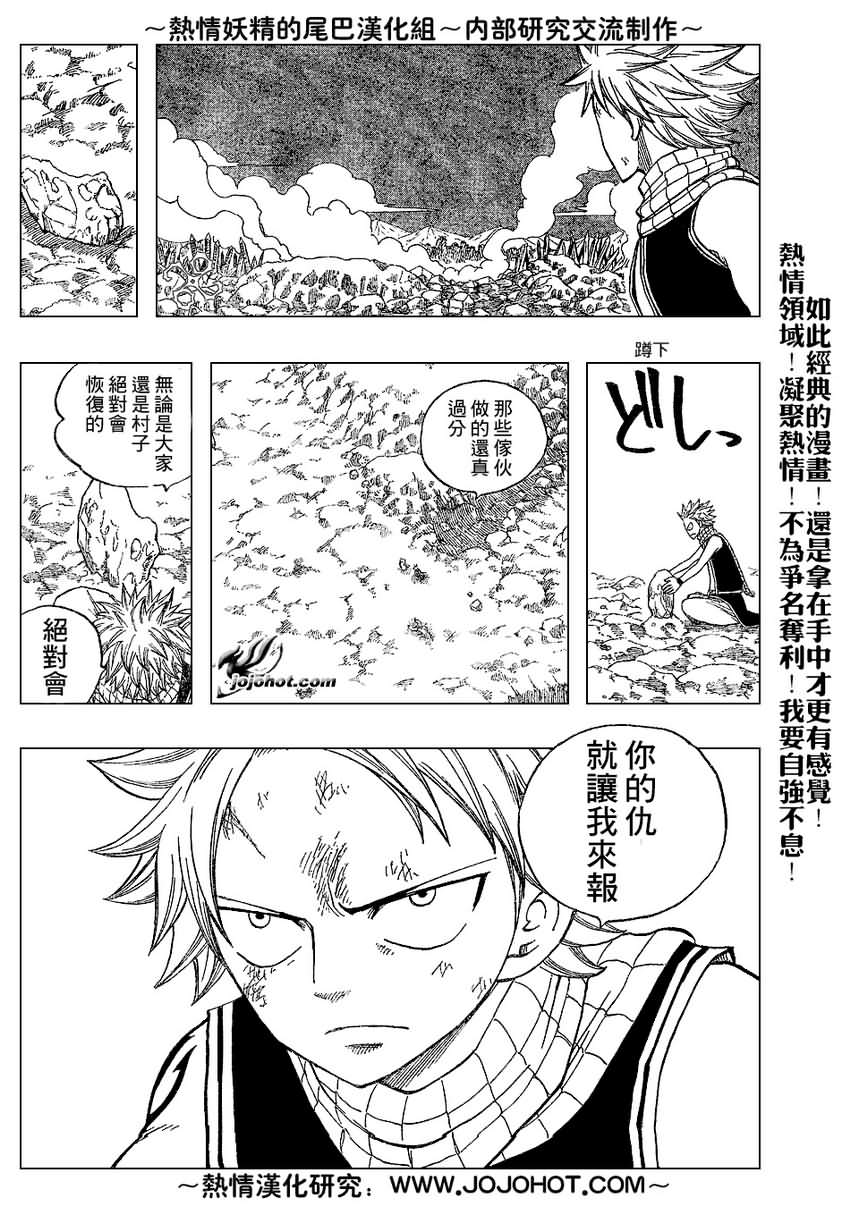 ～熱情妖精的尾巴漢化組～内部研究交流制作～
蹲下
どしっ
那些傢伙
做的還真
過分
無論是大家
還是村子
絕對會
恢復的
絕對會
jojohot.com
你的仇
就讓我來報
如此經典的漫畫！還是拿在手中才更有感覺！
熱情領域！凝聚熱情！不為爭名奪利！我要自強不息！
～熱情漢化研究：WWW.JOJOHOT.COM～